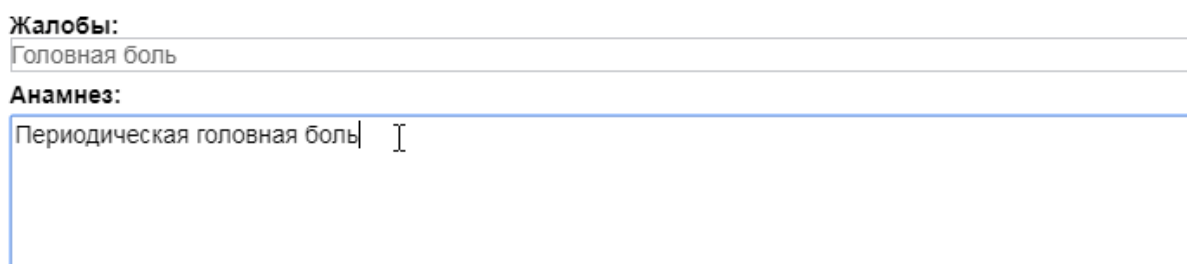 Жалобы:
Головная боль
Анамнез:
Периодическая головная боль